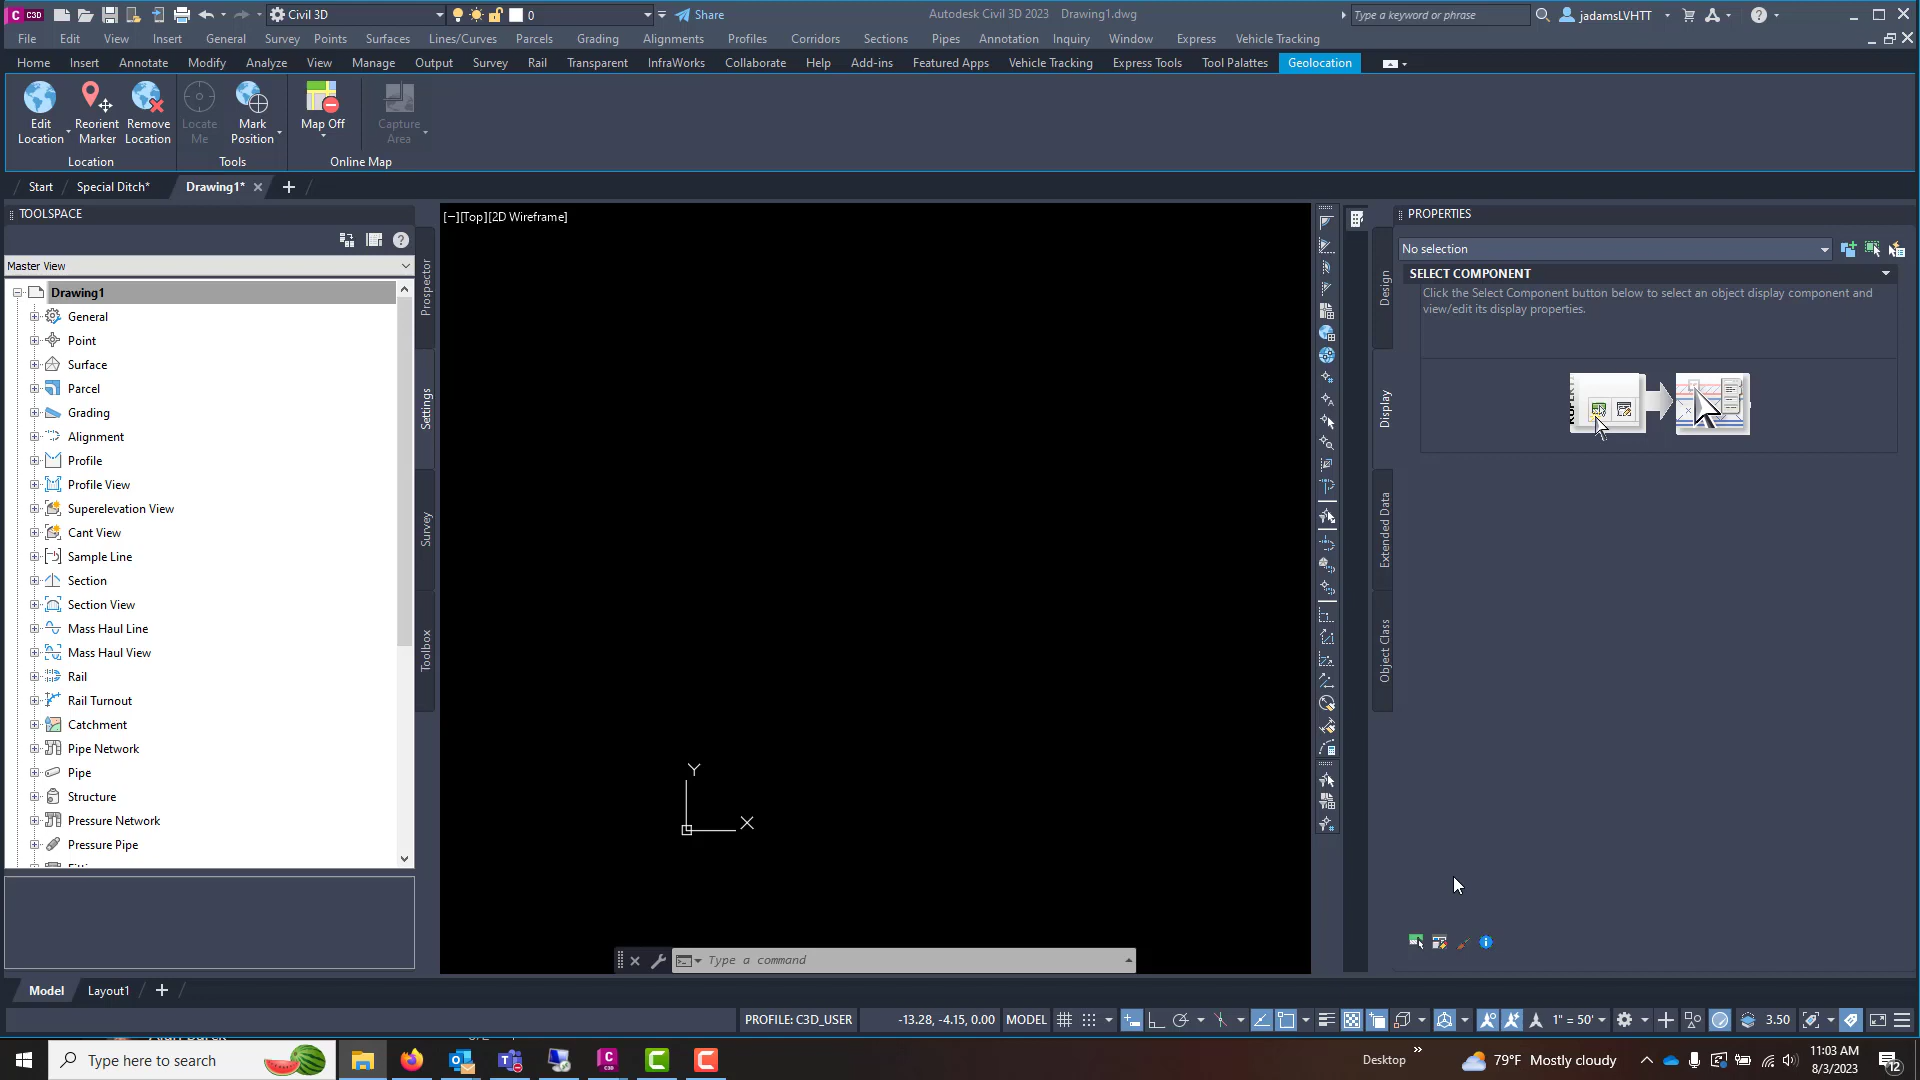 C3D Civil 3D 0 Share Autodesk Civil 3D 2023 Drawing1.dwg Type a keyword or phrase jadamsLVHTT
File Edit View Insert General Survey Points Surfaces Lines/Curves Parcels Grading Alignments Profiles Corridors Sections Pipes Annotation Inquiry Window Express Vehicle Tracking
Home Insert Annotate Modify Analyze View Manage Output Survey Rail Transparent InfraWorks Collaborate Help Add-ins Featured Apps Vehicle Tracking Express Tools Tool Palettes Geolocation
Edit Location
Reorient Marker
Remove Location
Locate Me
Mark Position
Map Off
Capture Area
Location Tools Online Map
Start Special Ditch* Drawing1*
TOOLSPACE
Master View
Drawing1
General
Point
Surface
Parcel
Grading
Alignment
Profile
Profile View
Superelevation View
Cant View
Sample Line
Section
Section View
Mass Haul Line
Mass Haul View
Rail
Rail Turnout
Catchment
Pipe Network
Pipe
Structure
Pressure Network
Pressure Pipe
Prospector
Settings
Survey
Toolbox
[−][Top][2D Wireframe]
Y
X
Type a command
PROPERTIES
No selection
SELECT COMPONENT
Click the Select Component button below to select an object display component and
view/edit its display properties.
Design
Display
Extended Data
Object Class
Model Layout1
PROFILE: C3D_USER -13.28, -4.15, 0.00 MODEL 1" = 50' 3.50
Type here to search
Desktop
79°F Mostly cloudy
11:03 AM
8/3/2023
12